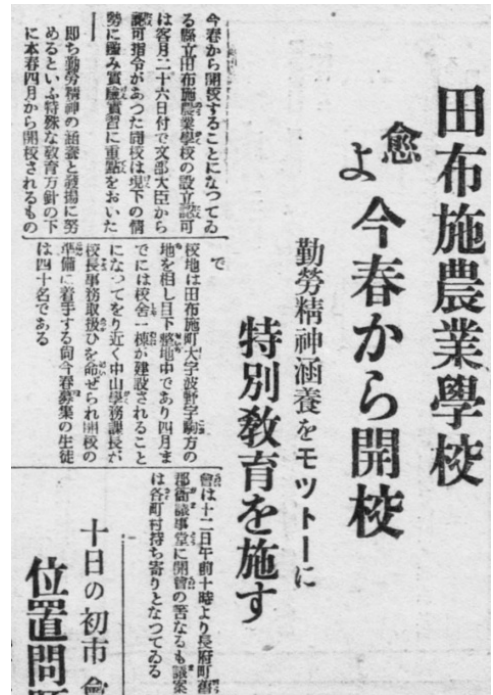 田布施農業學校
愈よ今春から開校
勤勞精神涵養をモットーに
特別敎育を施す
今春から開校することになつてゐ
る縣立田布施農業學校の設立認可
は客月二十六日付で文部大臣から
認可指令があつた同校は現下の情
勢に鑑み實驗實習に重點をおいた
即ち勤勞精神の涵養と發揚に努
めるといふ特殊な敎育方針の下
に本春四月から開校されるもの
で
校地は田布施町大字波野字駒方の
地を相し目下整地中であり四月ま
でには校舍一棟が建設されること
になつてをり近く中山學務課長が
校長事務取扱ひを命ぜられ開校の
準備に着手する尙今春募集の生徒
は四十名である
會は十二日午前十時より長府町舊
郡衙議事堂に開會の筈なるも議案
は各町村持ち寄りとなつてゐる
十日の初市
位置問